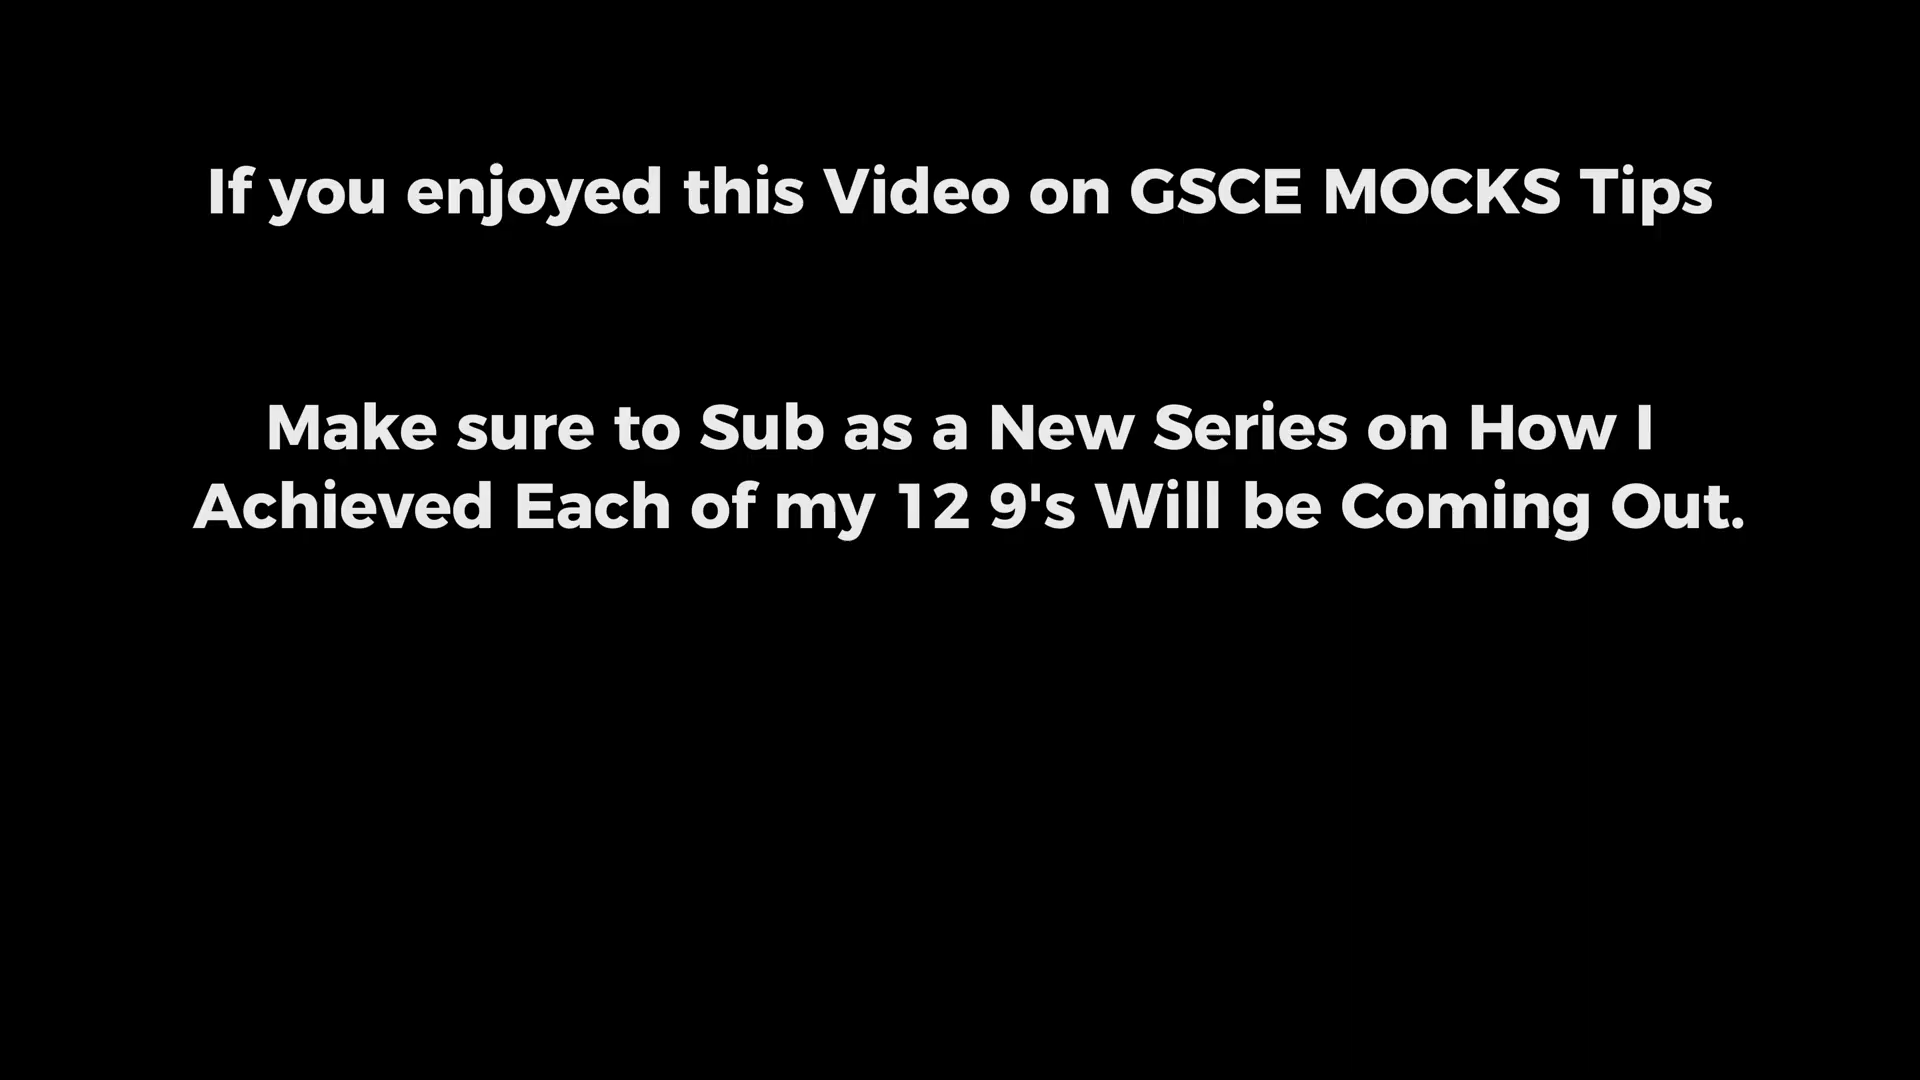 If you enjoyed this Video on GSCE MOCKS Tips
Make sure to Sub as a New Series on How I
Achieved Each of my 12 9's Will be Coming Out.